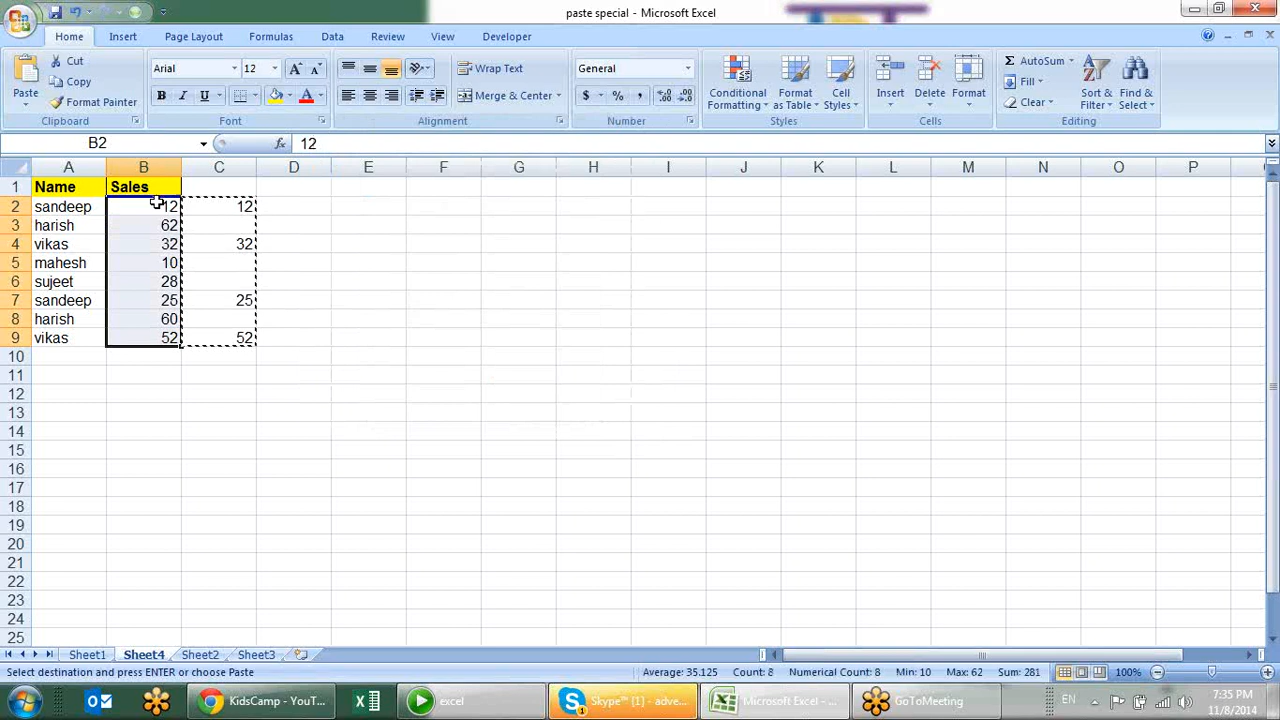 paste special - Microsoft Excel
Home Insert Page Layout Formulas Data Review View Developer
Paste
Cut
Copy
Format Painter
Clipboard
Arial 12
B I U A
Font
Wrap Text
Merge & Center
Alignment
General
$ % ,
Number
Conditional Formatting
Format as Table
Cell Styles
Styles
Insert
Delete
Format
Cells
AutoSum
Fill
Clear
Sort & Filter
Find & Select
Editing
B2 fx 12
A B C D E F G H I J K L M N O P
1 Name Sales
2 sandeep 12 12
3 harish 62
4 vikas 32 32
5 mahesh 10
6 sujeet 28
7 sandeep 25 25
8 harish 60
9 vikas 52 52
10
11
12
13
14
15
16
17
18
19
20
21
22
23
24
25
Sheet1 Sheet4 Sheet2 Sheet3
Select destination and press ENTER or choose Paste Average: 35.125 Count: 8 Numerical Count: 8 Min: 10 Max: 62 Sum: 281 100%
KidsCamp - YouT... excel Skype™ [1] - adve... Microsoft Excel - ... GoToMeeting EN 7:35 PM
11/8/2014